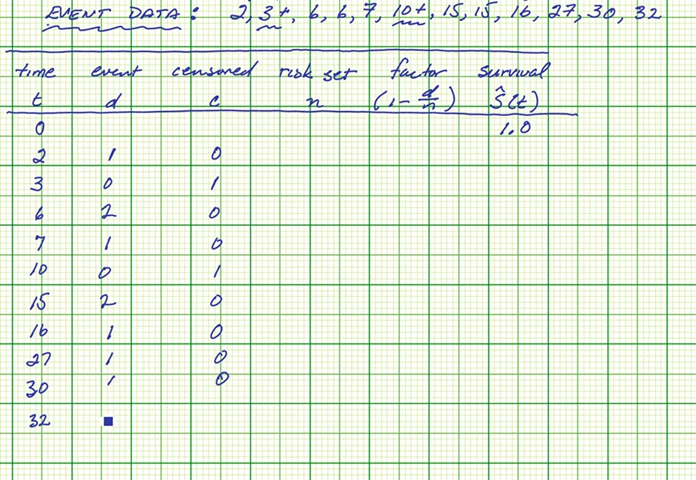 EVENT DATA: 2, 3+, 6, 6, 7, 10+, 15, 15, 16, 27, 30, 32
time event censored risk set factor survival
t d c n (1-d/n) Ŝ(t)
0 1.0
2 1 0
3 0 1
6 2 0
7 1 0
10 0 1
15 2 0
16 1 0
27 1 0
30 1 0
32